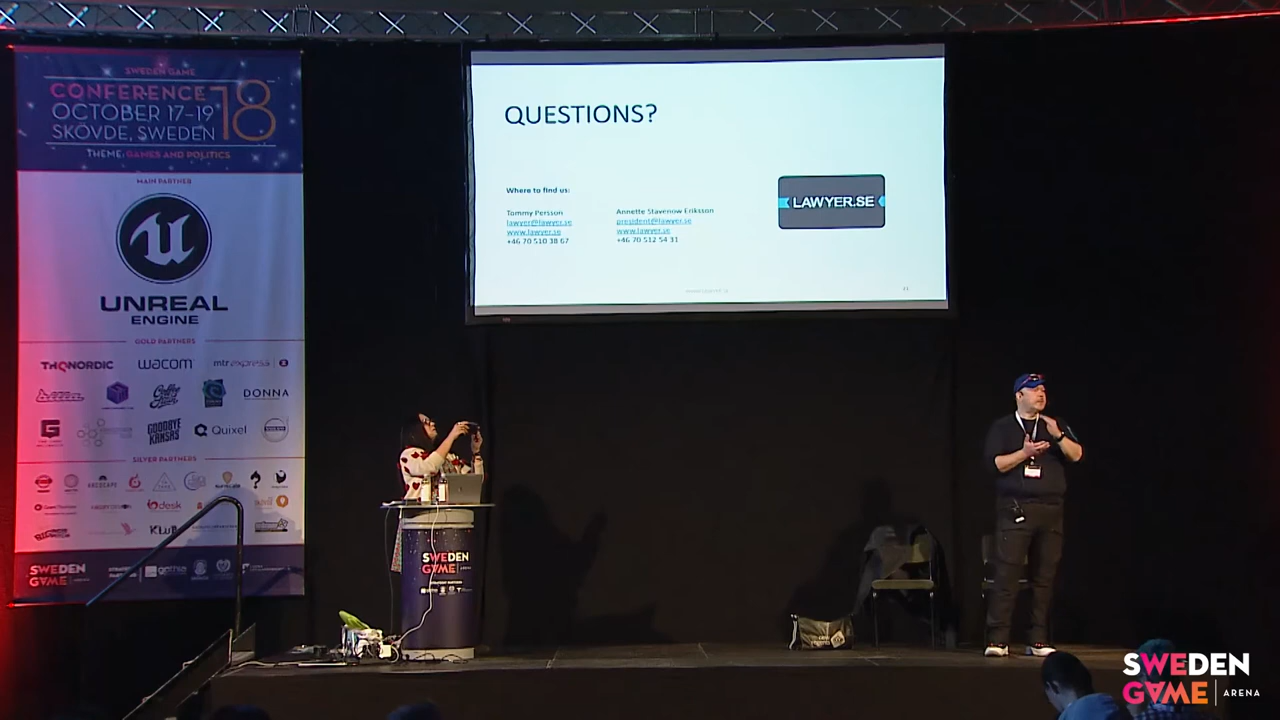 SWEDEN GAME
CONFERENCE
OCTOBER 17-19
18
SKÖVDE, SWEDEN
THEME: GAMES AND POLITICS
MAIN PARTNER
UNREAL
ENGINE
GOLD PARTNERS
THQNORDIC
wacom
mtrexpress
DONNA
GOODBYE
KANSAS
Quixel
SILVER PARTNERS
SWEDEN
GAME
QUESTIONS?
Where to find us:
Tommy Persson
lawyer@lawyer.se
www.lawyer.se
+46 70 510 38 67
Annette Stavenow Eriksson
president@lawyer.se
www.lawyer.se
+46 70 512 54 31
LAWYER.SE
SWEDEN
GAME
SWEDEN
GAME | ARENA